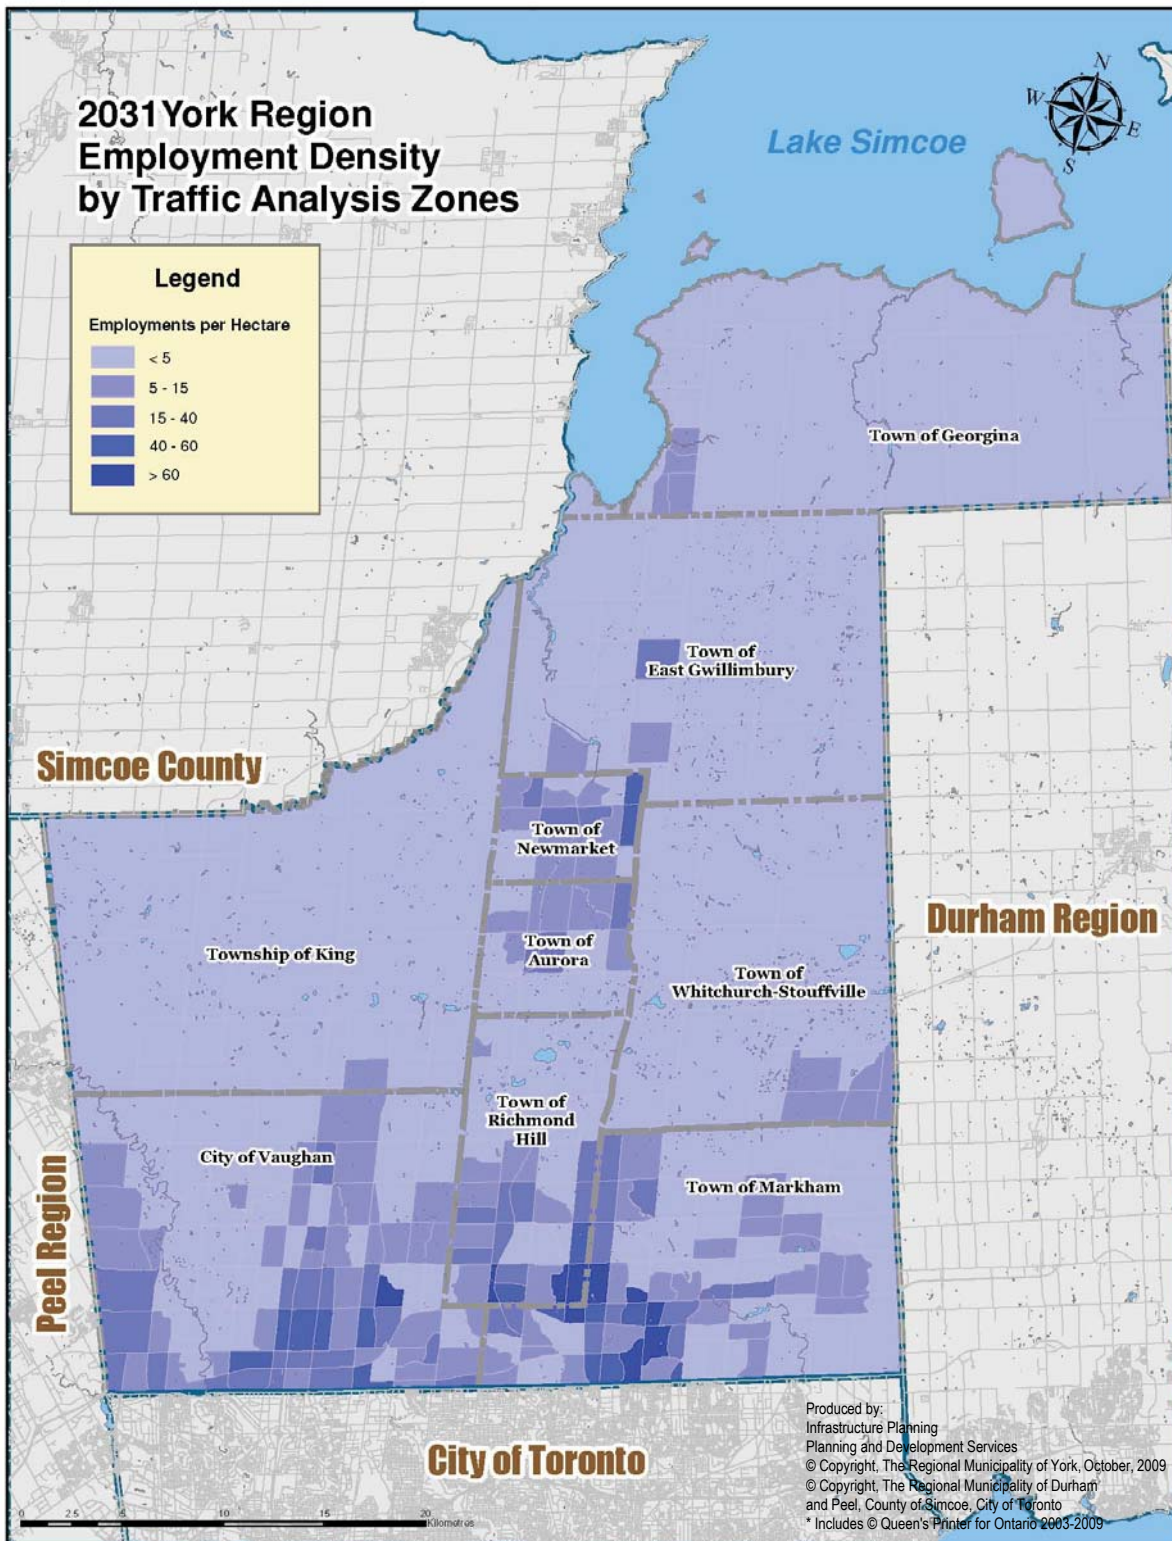 2031York Region
Employment Density
by Traffic Analysis Zones
N
W
E
S
Lake Simcoe
Legend
Employments per Hectare
< 5
5 - 15
15 - 40
40 - 60
> 60
Town of Georgina
Town of
East Gwillimbury
Simcoe County
Town of
Newmarket
Durham Region
Township of King
Town of
Aurora
Town of
Whitchurch-Stouffville
Town of
Richmond
Hill
City of Vaughan
Town of Markham
Peel Region
City of Toronto
Produced by:
Infrastructure Planning
Planning and Development Services
© Copyright, The Regional Municipality of York, October, 2009
© Copyright, The Regional Municipality of Durham
and Peel, County of Simcoe, City of Toronto
* Includes © Queen's Printer for Ontario 2003-2009
0 2.5 5 10 15 20
Kilometres